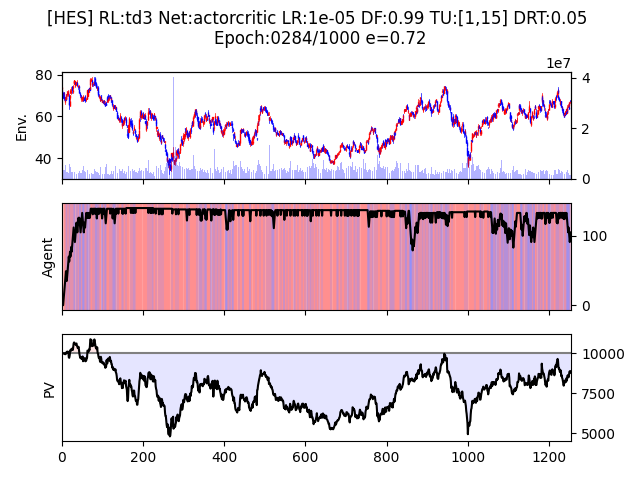 [HES] RL:td3 Net:actorcritic LR:1e-05 DF:0.99 TU:[1,15] DRT:0.05
Epoch:0284/1000 e=0.72
1e7
80
60
40
Env.
4
2
0
Agent
100
0
PV
10000
7500
5000
0 200 400 600 800 1000 1200